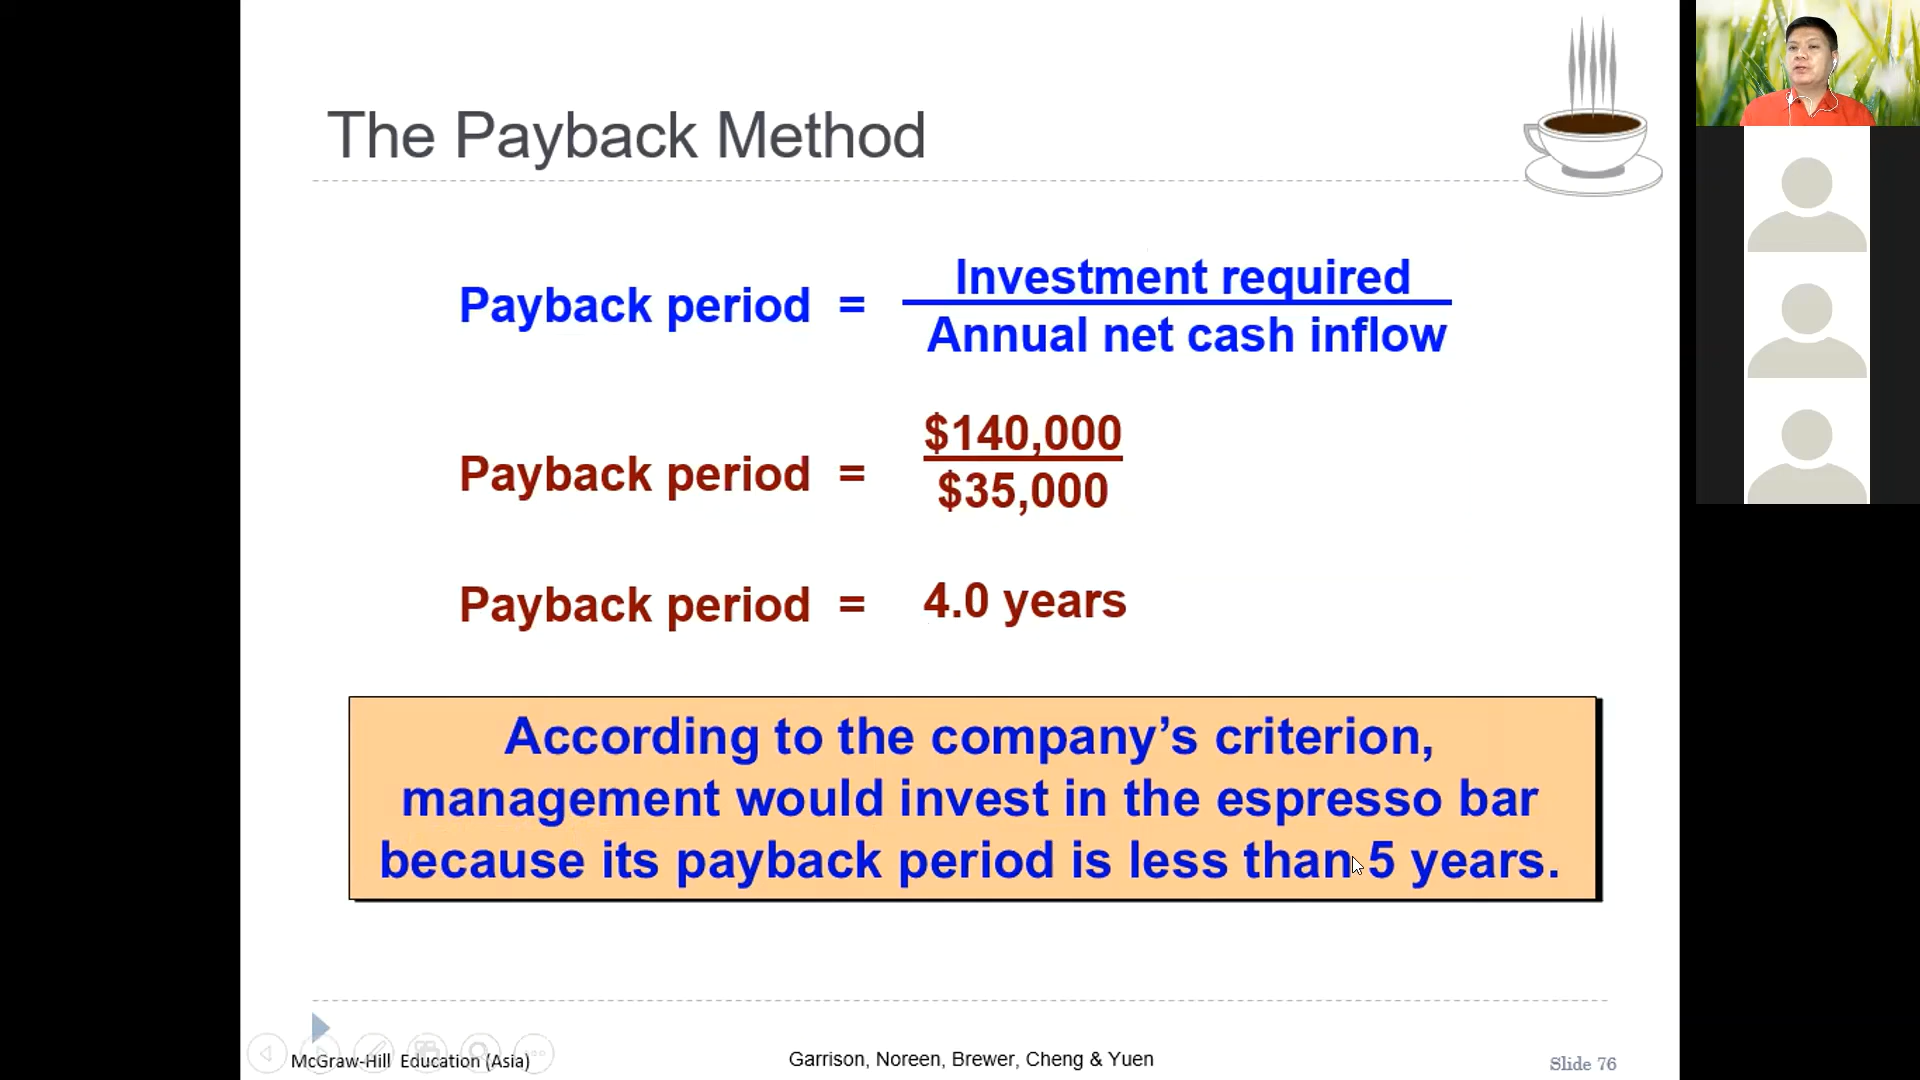 The Payback Method
Payback period = Investment required
Annual net cash inflow
Payback period = $140,000
$35,000
Payback period = 4.0 years
According to the company’s criterion,
management would invest in the espresso bar
because its payback period is less than 5 years.
McGraw-Hill Education (Asia)
Garrison, Noreen, Brewer, Cheng & Yuen
Slide 76